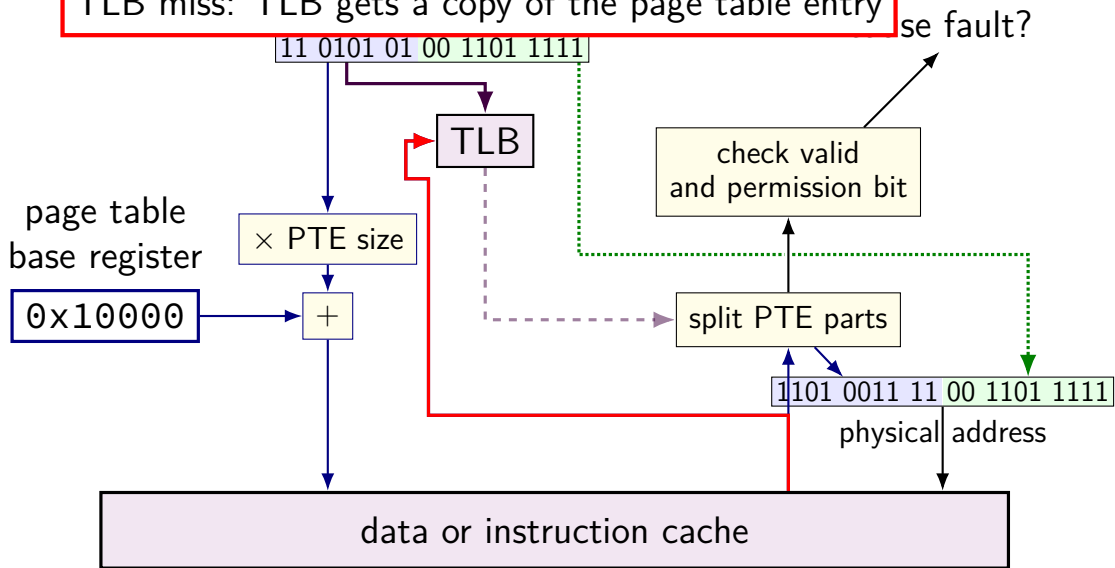 TLB miss: TLB gets a copy of the page table entry
fault?
11 0101 01 00 1101 1111
TLB
check valid
and permission bit
page table
base register
× PTE size
0x10000
+
split PTE parts
1101 0011 11 00 1101 1111
physical address
data or instruction cache